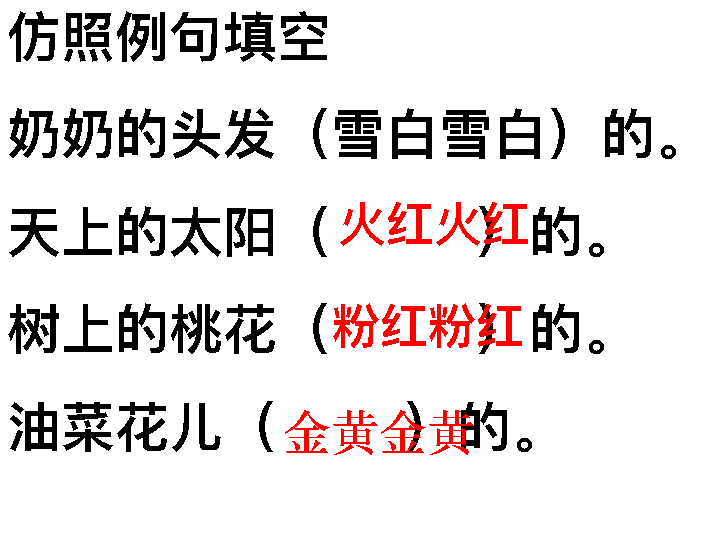 仿照例句填空
奶奶的头发（雪白雪白）的。
天上的太阳（火红火红）的。
树上的桃花（粉红粉红）的。
油菜花儿（金黄金黄）的。